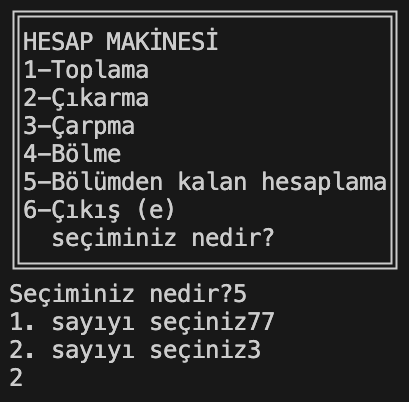 HESAP MAKİNESİ
1-Toplama
2-Çıkarma
3-Çarpma
4-Bölme
5-Bölümden kalan hesaplama
6-Çıkış (e)
seçiminiz nedir?
Seçiminiz nedir?5
1. sayıyı seçiniz77
2. sayıyı seçiniz3
2